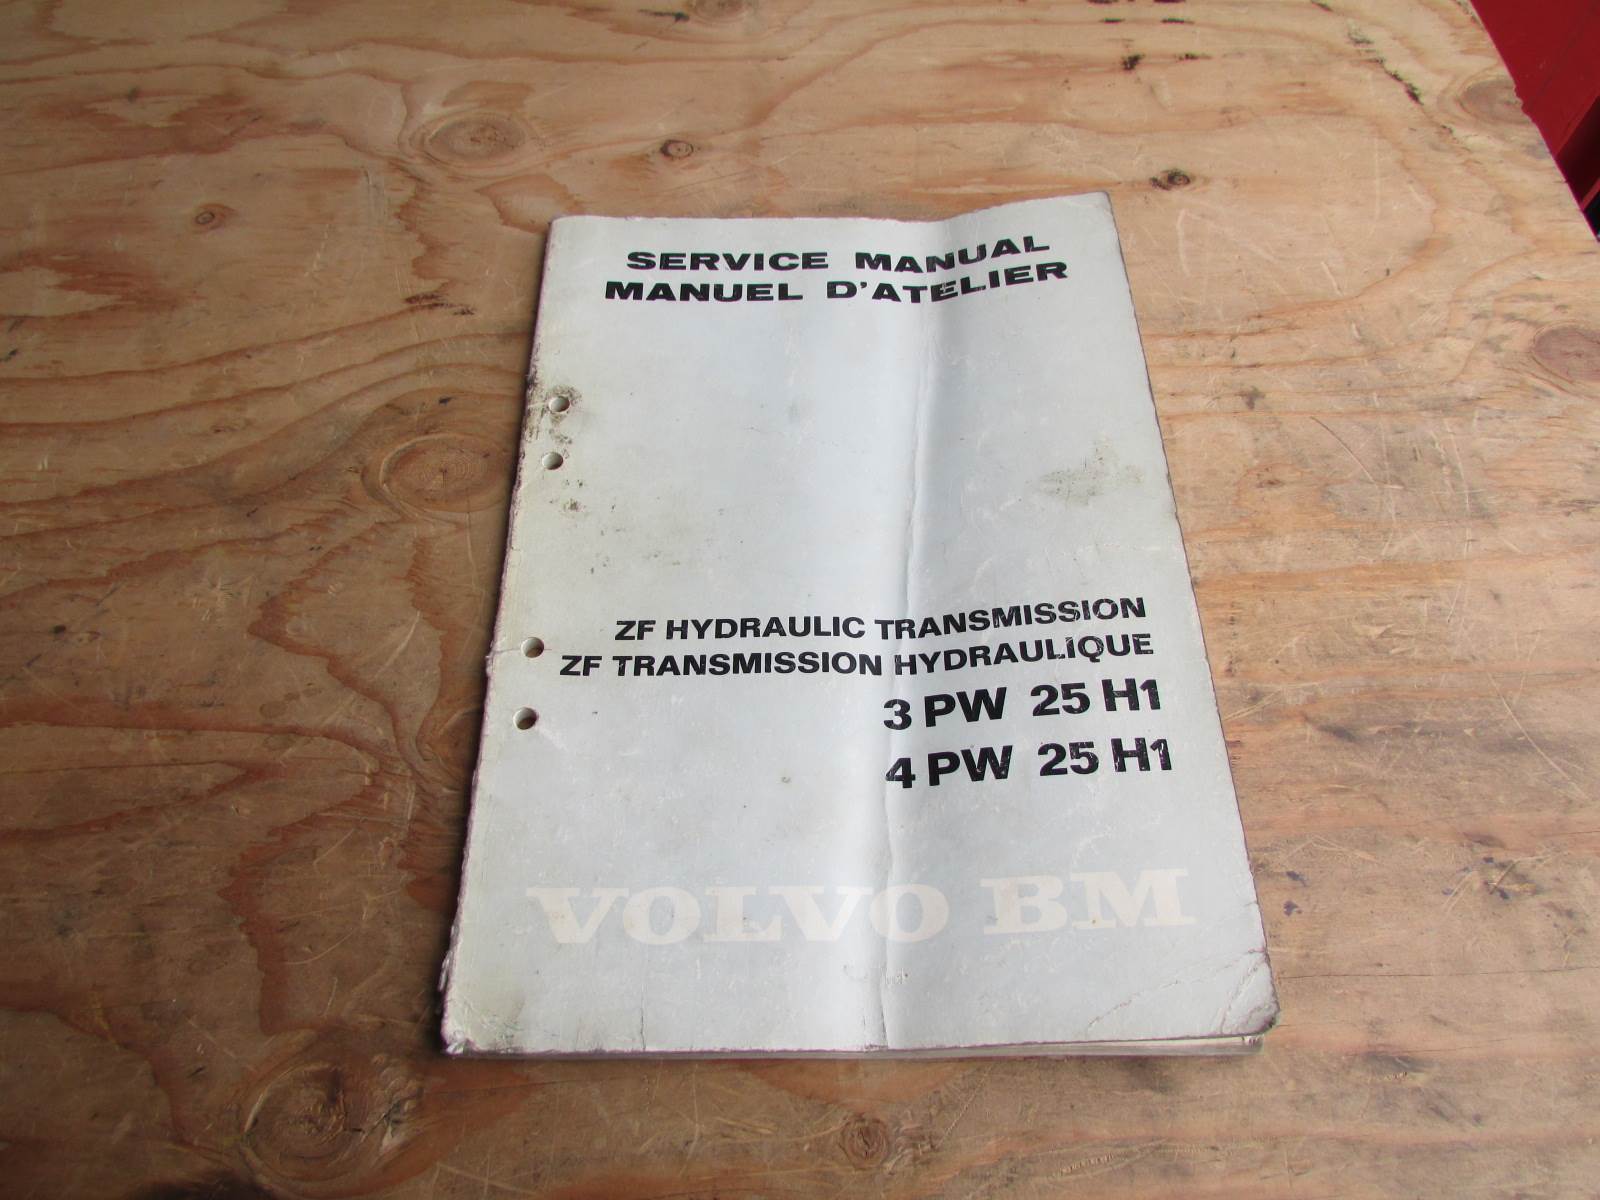 SERVICE MANUAL
MANUEL D'ATELIER
ZF HYDRAULIC TRANSMISSION
ZF TRANSMISSION HYDRAULIQUE
3 PW 25 H1
4 PW 25 H1
VOLVO BM